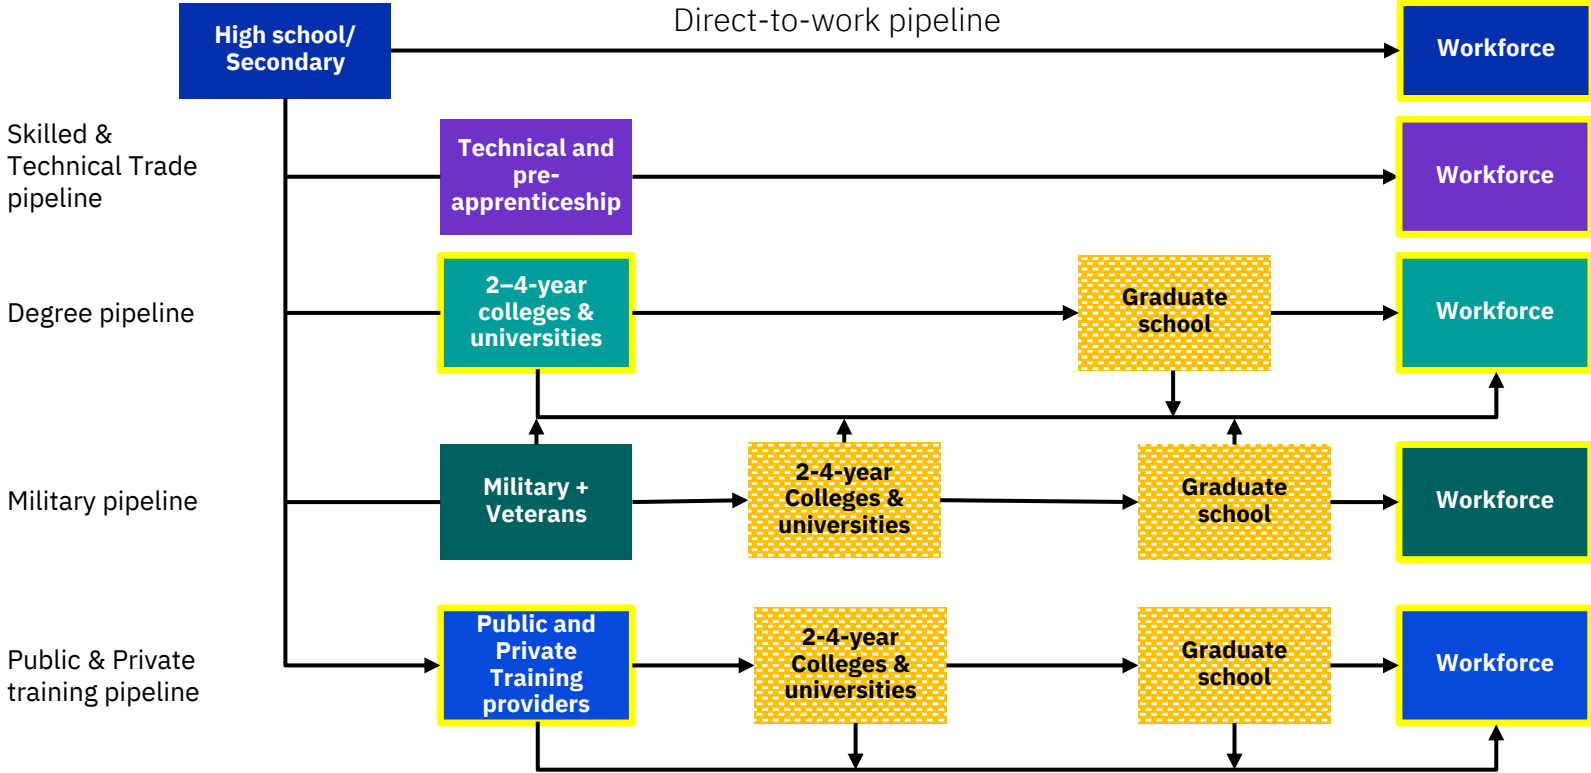 Direct-to-work pipeline
High school/
Secondary
Workforce
Skilled &
Technical Trade
pipeline
Technical and
pre-
apprenticeship
Workforce
Degree pipeline
2–4-year
colleges &
universities
Graduate
school
Workforce
Military pipeline
Military +
Veterans
2-4-year
Colleges &
universities
Graduate
school
Workforce
Public & Private
training pipeline
Public and
Private
Training
providers
2-4-year
Colleges &
universities
Graduate
school
Workforce